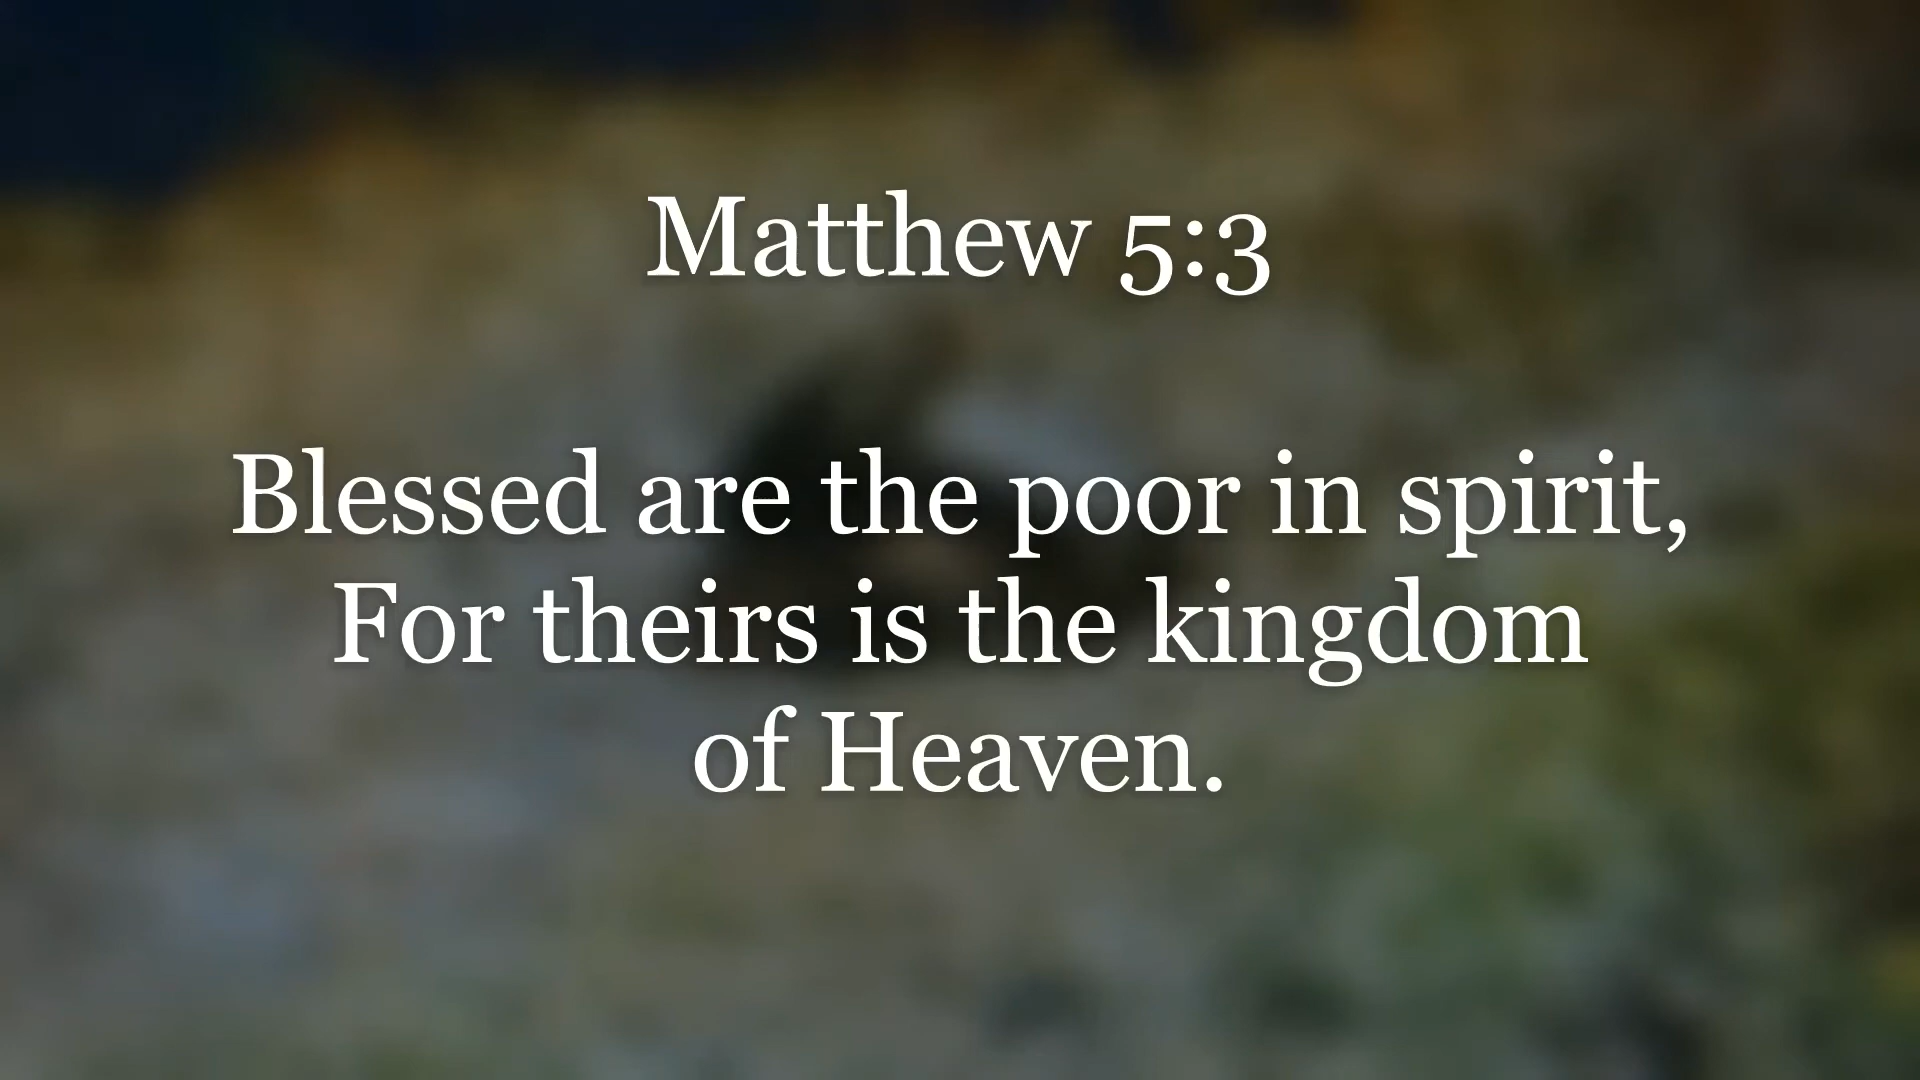 Matthew 5:3
Blessed are the poor in spirit,
For theirs is the kingdom
of Heaven.